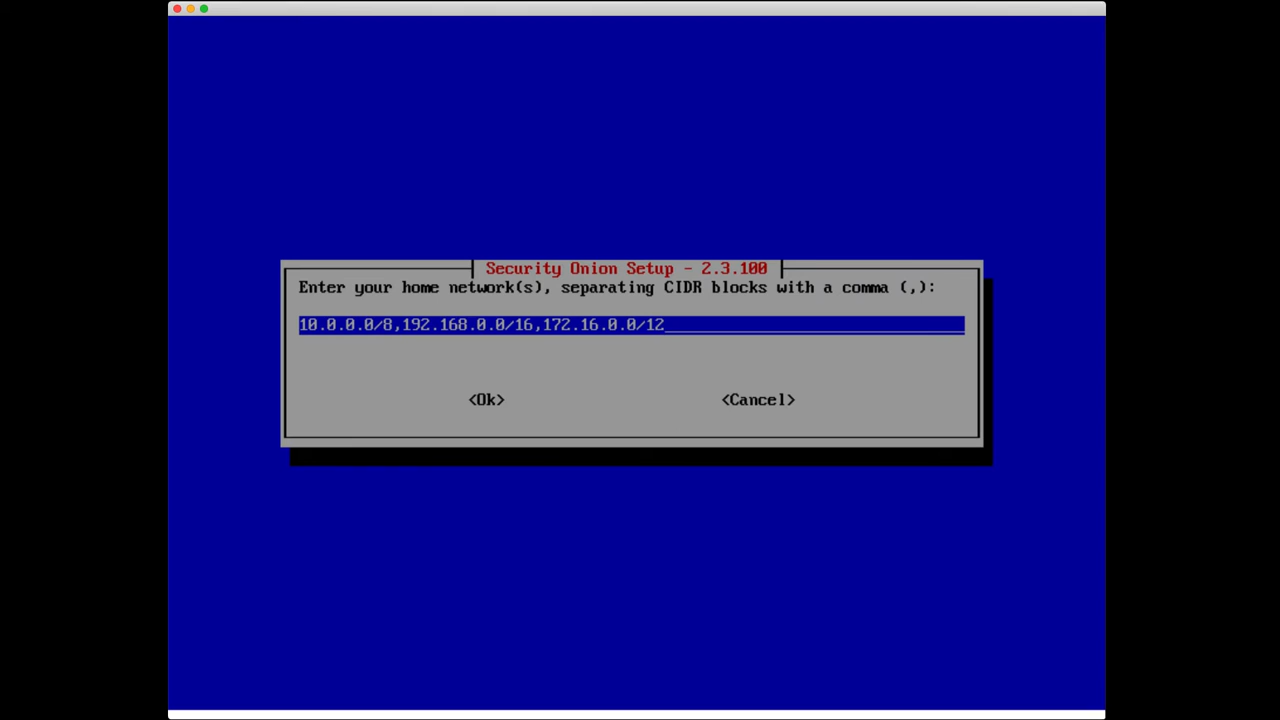 Security Onion Setup - 2.3.100
Enter your home network(s), separating CIDR blocks with a comma (,):
10.0.0.0/8,192.168.0.0/16,172.16.0.0/12
<Ok> <Cancel>